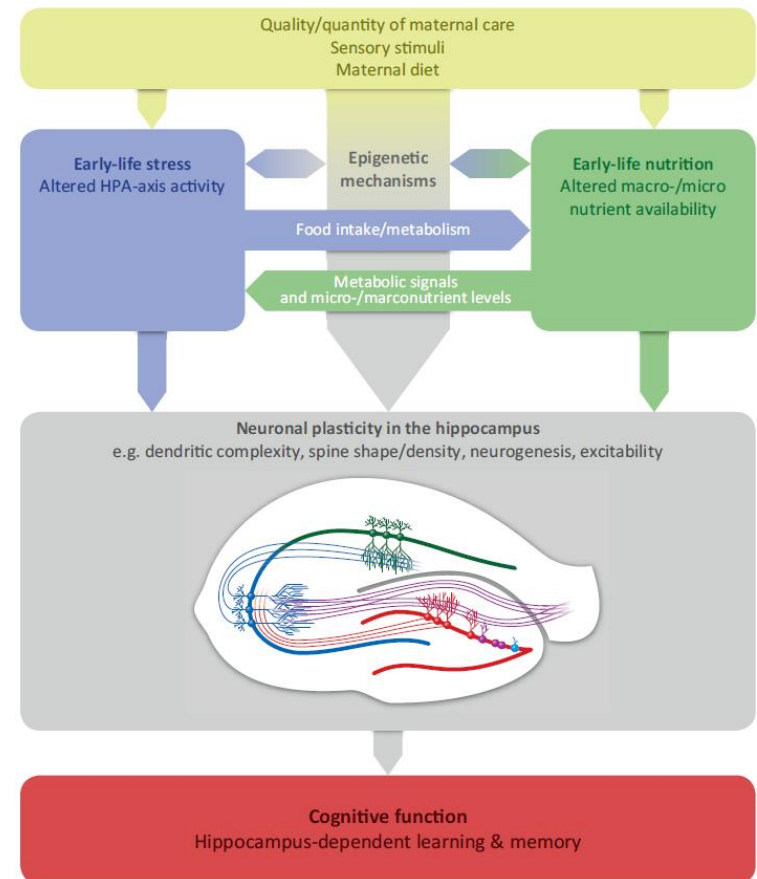 Quality/quantity of maternal care
Sensory stimuli
Maternal diet
Early-life stress
Altered HPA-axis activity
Epigenetic
mechanisms
Early-life nutrition
Altered macro-/micro
nutrient availability
Food intake/metabolism
Metabolic signals
and micro-/marconutrient levels
Neuronal plasticity in the hippocampus
e.g. dendritic complexity, spine shape/density, neurogenesis, excitability
Cognitive function
Hippocampus-dependent learning & memory